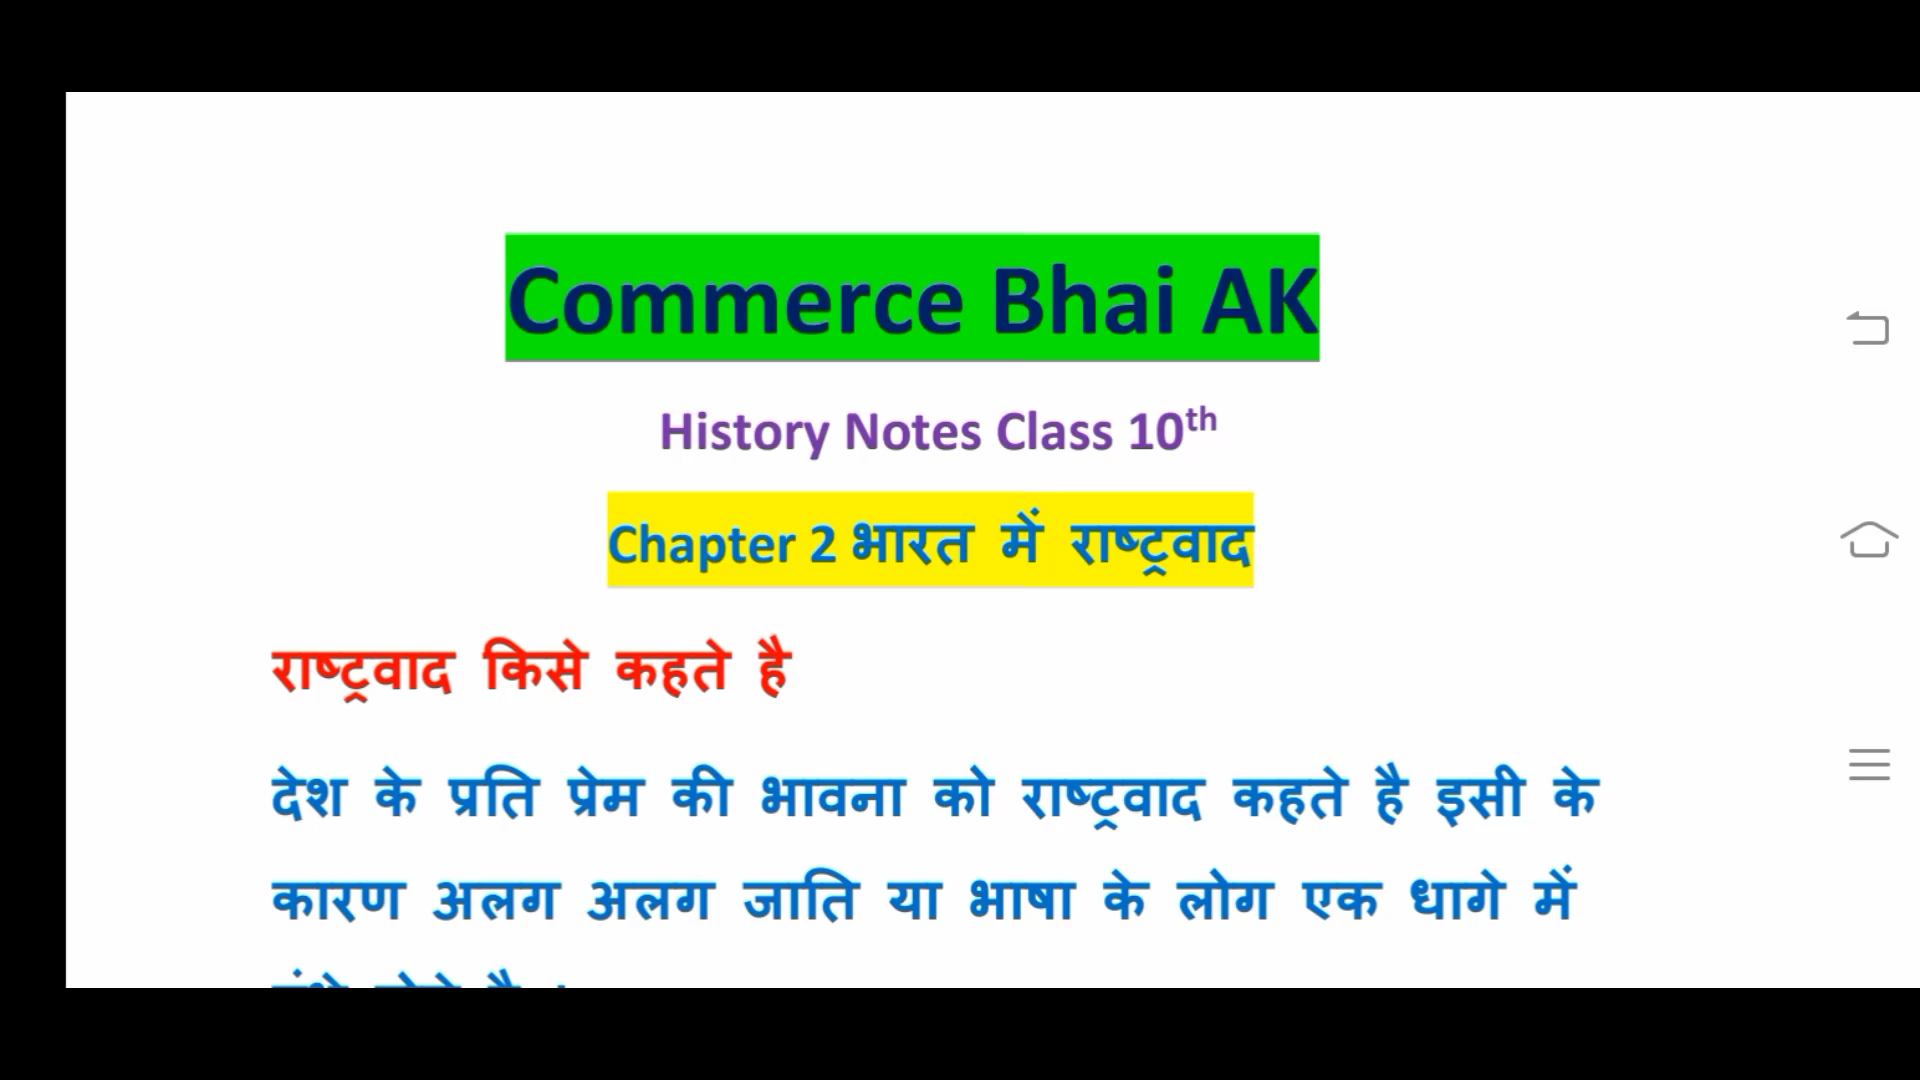 Commerce Bhai AK
History Notes Class 10th
Chapter 2 भारत में राष्ट्रवाद
राष्ट्रवाद किसे कहते है
देश के प्रति प्रेम की भावना को राष्ट्रवाद कहते है इसी के
कारण अलग अलग जाति या भाषा के लोग एक धागे में